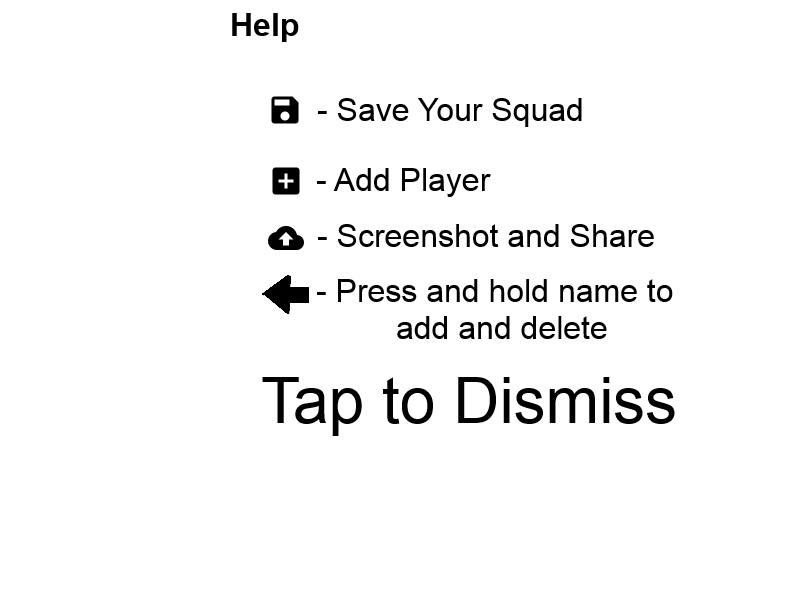 Help
- Save Your Squad
- Add Player
- Screenshot and Share
- Press and hold name to
add and delete
Tap to Dismiss